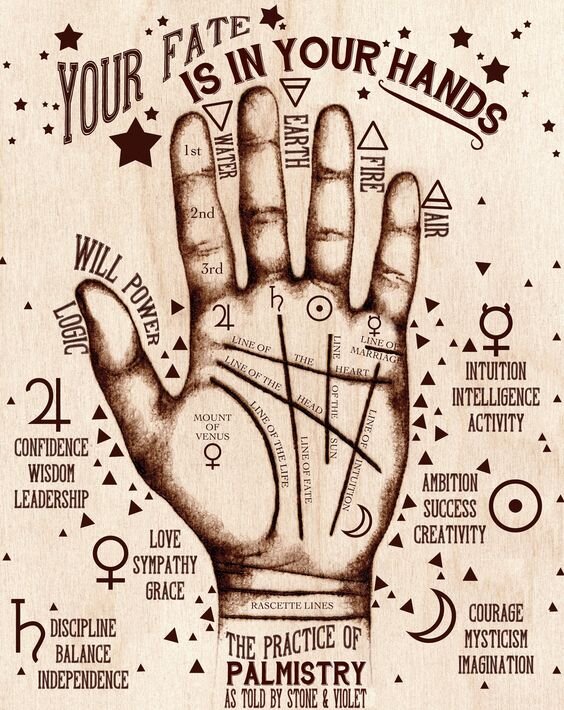 YOUR FATE
IS IN YOUR HANDS
WATER
EARTH
FIRE
AIR
1st
2nd
3rd
WILL POWER
LOGIC
LINE OF THE HEART
LINE OF THE HEAD
LINE OF THE LIFE
LINE OF FATE
LINE OF THE SUN
LINE OF
MARRIAGE
LINE OF INTUITION
MOUNT
OF
VENUS
♀
♃
♄
☉
☿
☽
☿
INTUITION
INTELLIGENCE
ACTIVITY
♃
CONFIDENCE
WISDOM
LEADERSHIP
AMBITION
SUCCESS
CREATIVITY
☉
♀
LOVE
SYMPATHY
GRACE
♄
DISCIPLINE
BALANCE
INDEPENDENCE
☽
COURAGE
MYSTICISM
IMAGINATION
RASCETTE LINES
THE PRACTICE OF
PALMISTRY
AS TOLD BY STONE & VIOLET